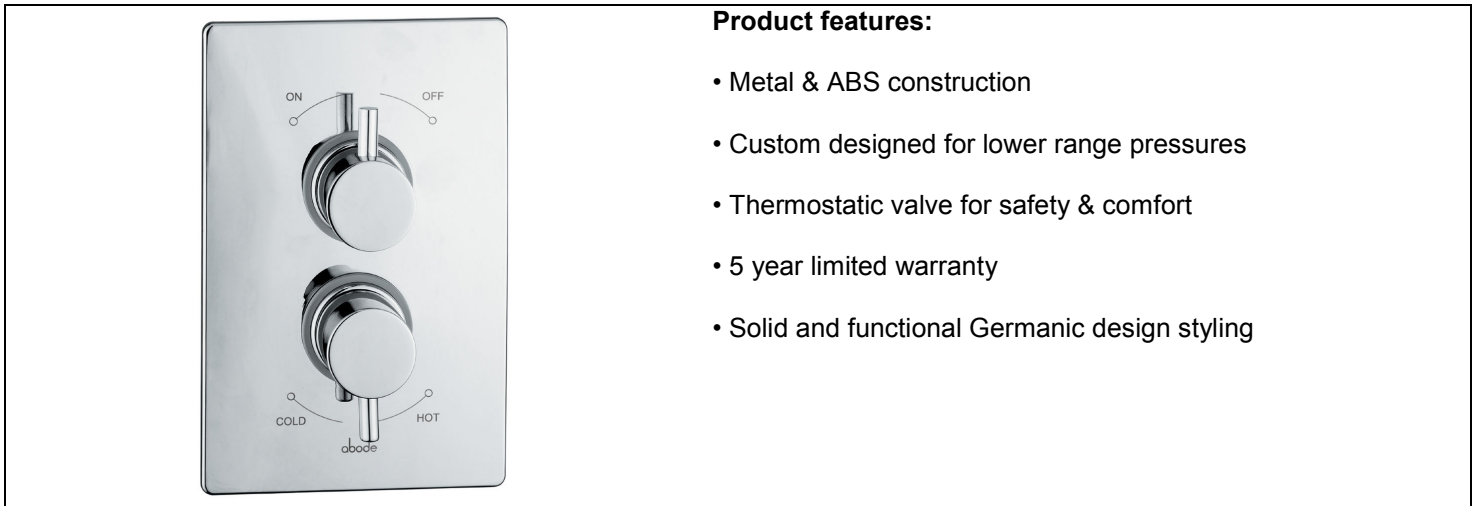 Product features:
• Metal & ABS construction
• Custom designed for lower range pressures
• Thermostatic valve for safety & comfort
• 5 year limited warranty
• Solid and functional Germanic design styling
ON OFF
COLD HOT
abode